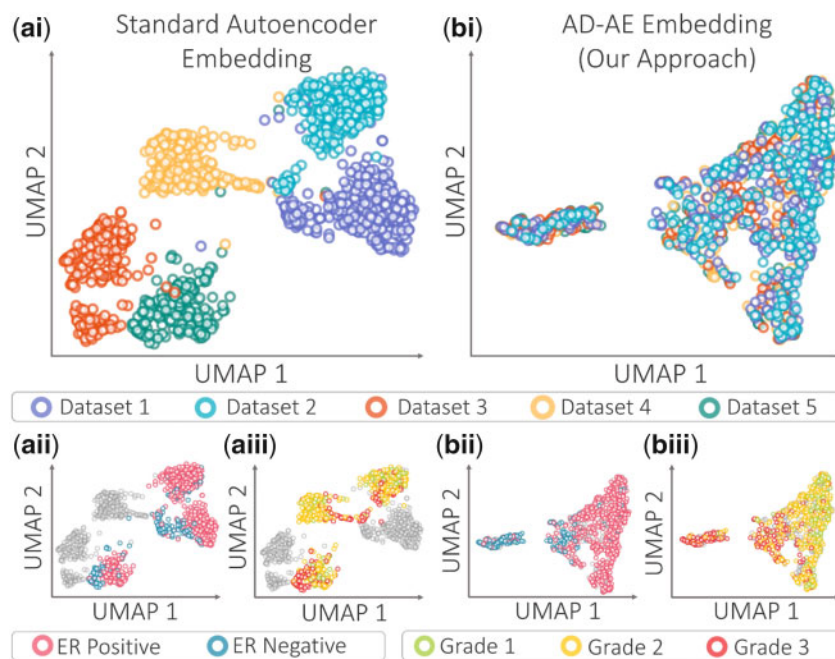 (ai)
Standard Autoencoder
Embedding
UMAP 2
UMAP 1
(bi)
AD-AE Embedding
(Our Approach)
UMAP 2
UMAP 1
Dataset 1 Dataset 2 Dataset 3 Dataset 4 Dataset 5
(aii)
UMAP 2
UMAP 1
(aiii)
UMAP 2
UMAP 1
(bii)
UMAP 2
UMAP 1
(biii)
UMAP 2
UMAP 1
ER Positive ER Negative
Grade 1 Grade 2 Grade 3